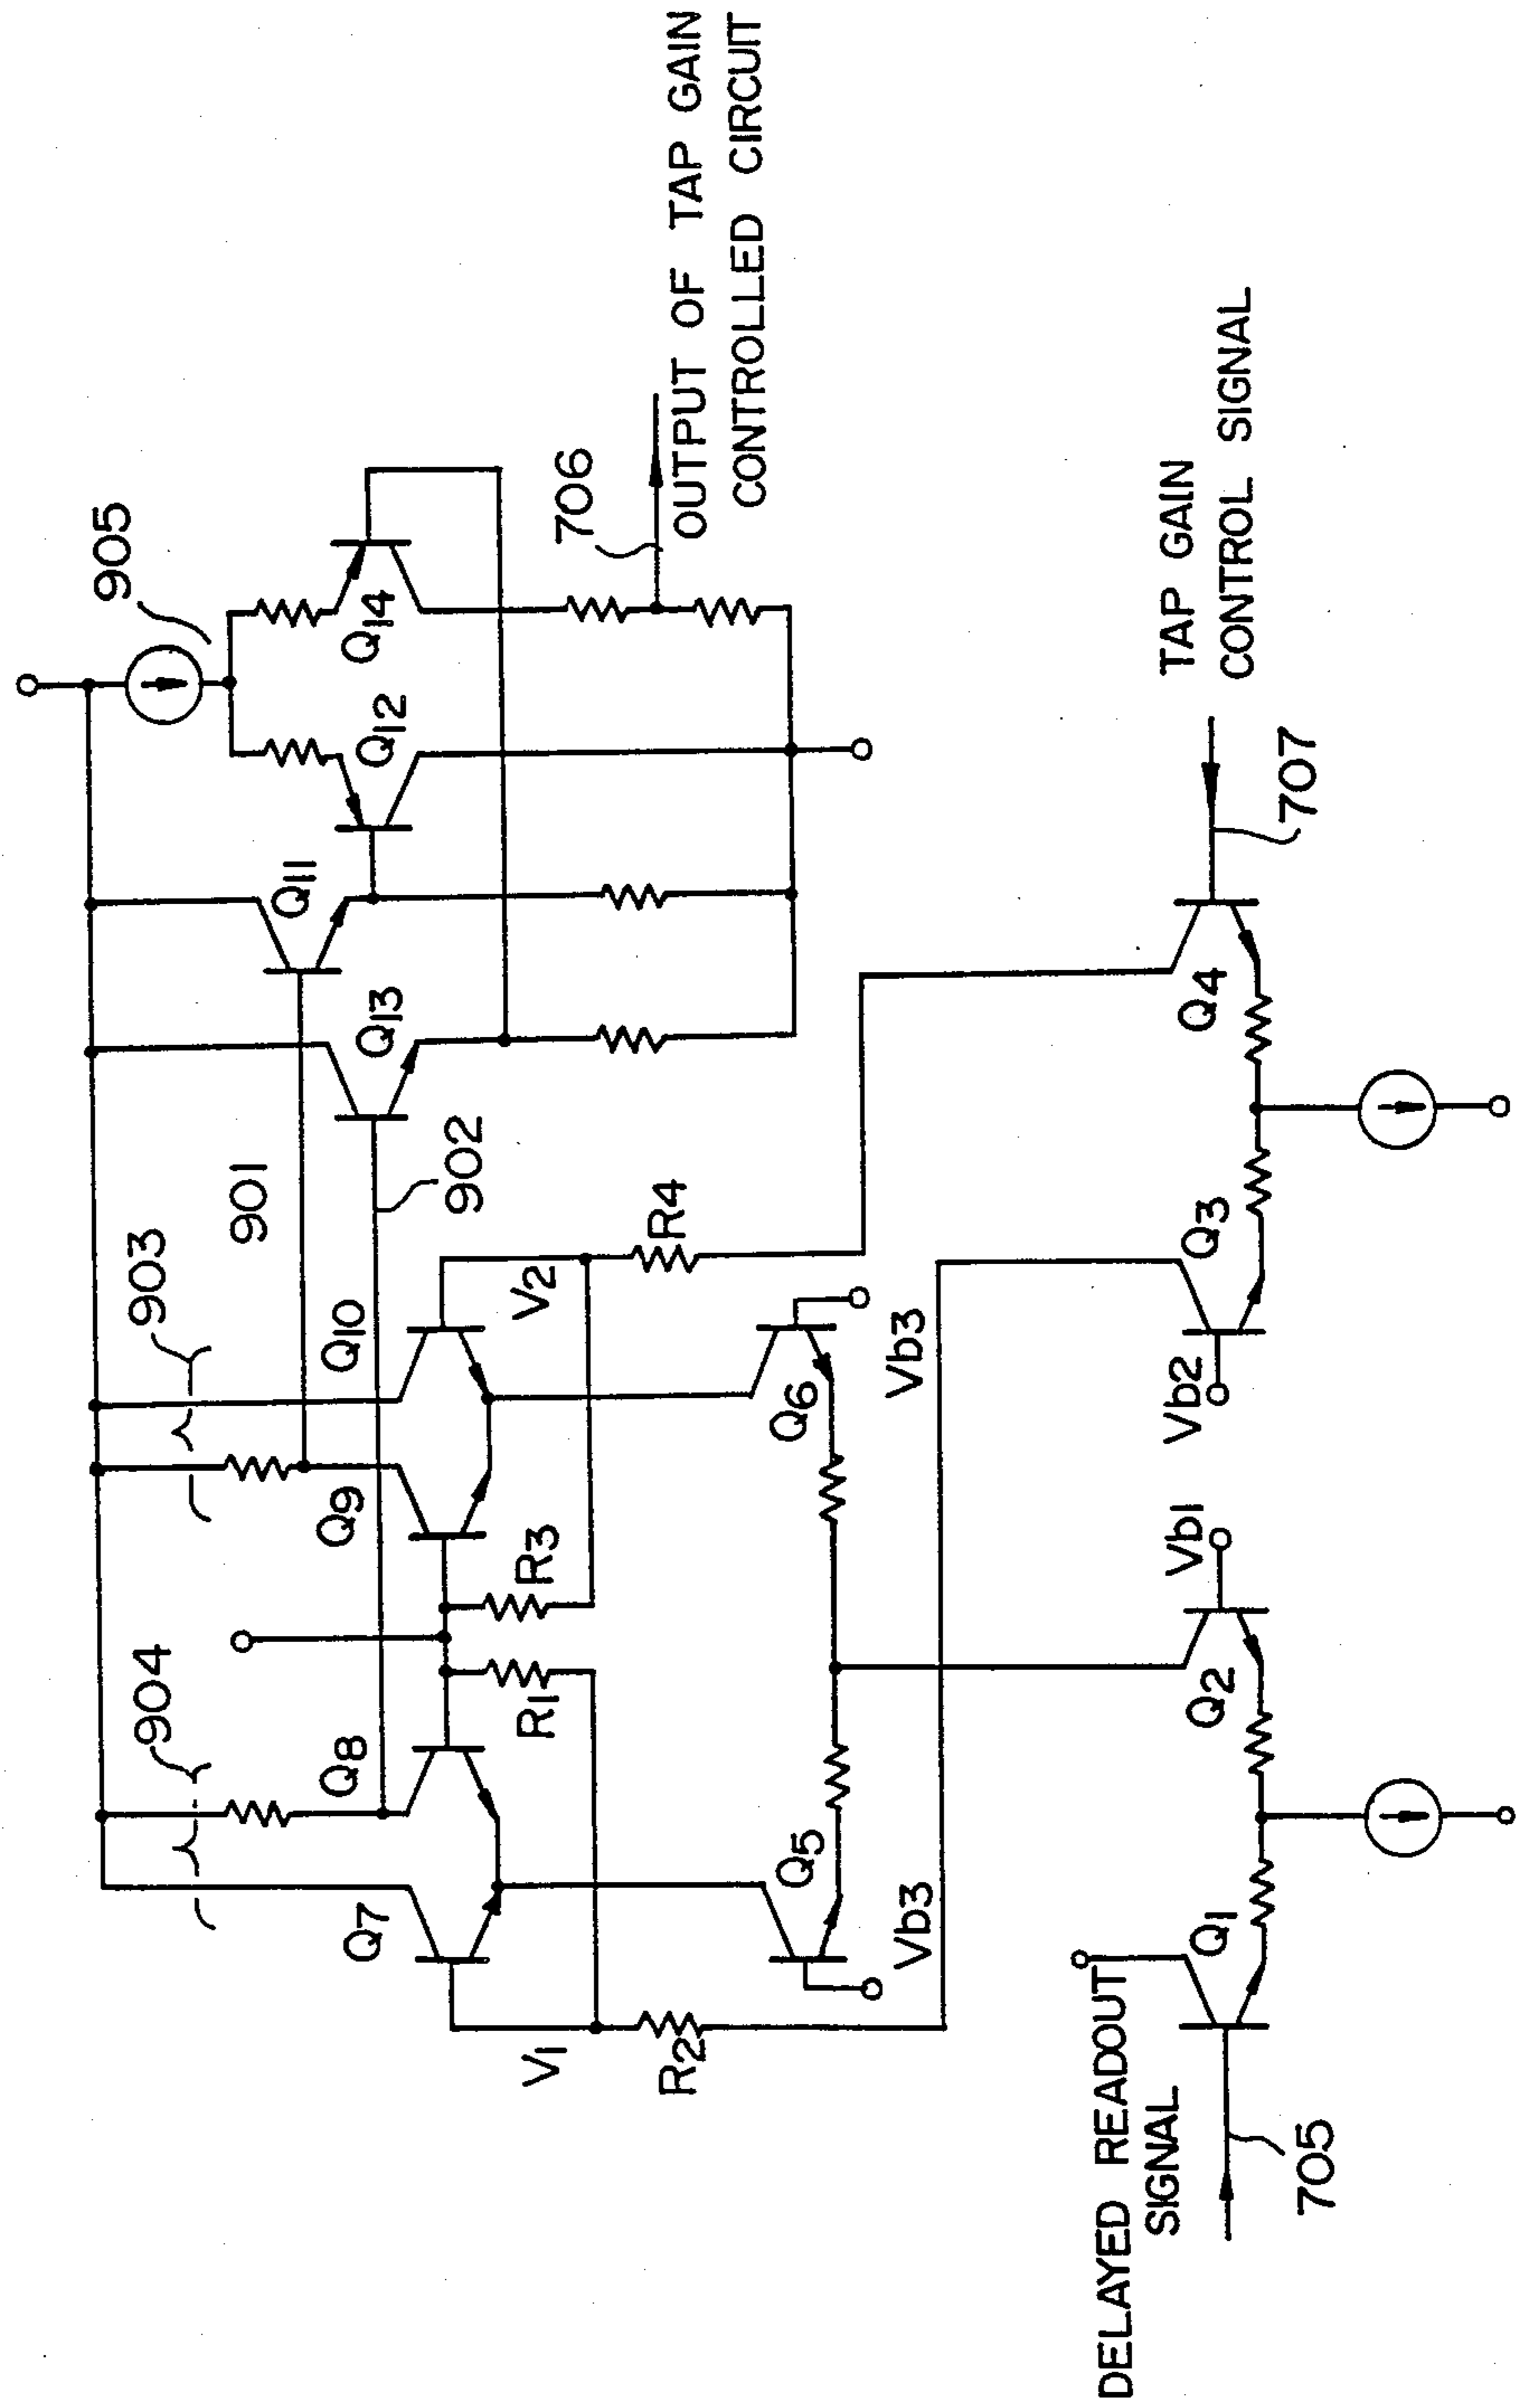 905
903
904
901
Q11
Q12
Q14
Q13
902
706
OUTPUT OF TAP GAIN
CONTROLLED CIRCUIT
Q7
Q8
Q9
Q10
R1
R3
V1
V2
R2
R4
Q5
Q6
Vb3
Vb3
DELAYED READOUT
SIGNAL
705
Q1
Q2
Vb1
Vb2
Q3
Q4
707
TAP GAIN
CONTROL SIGNAL